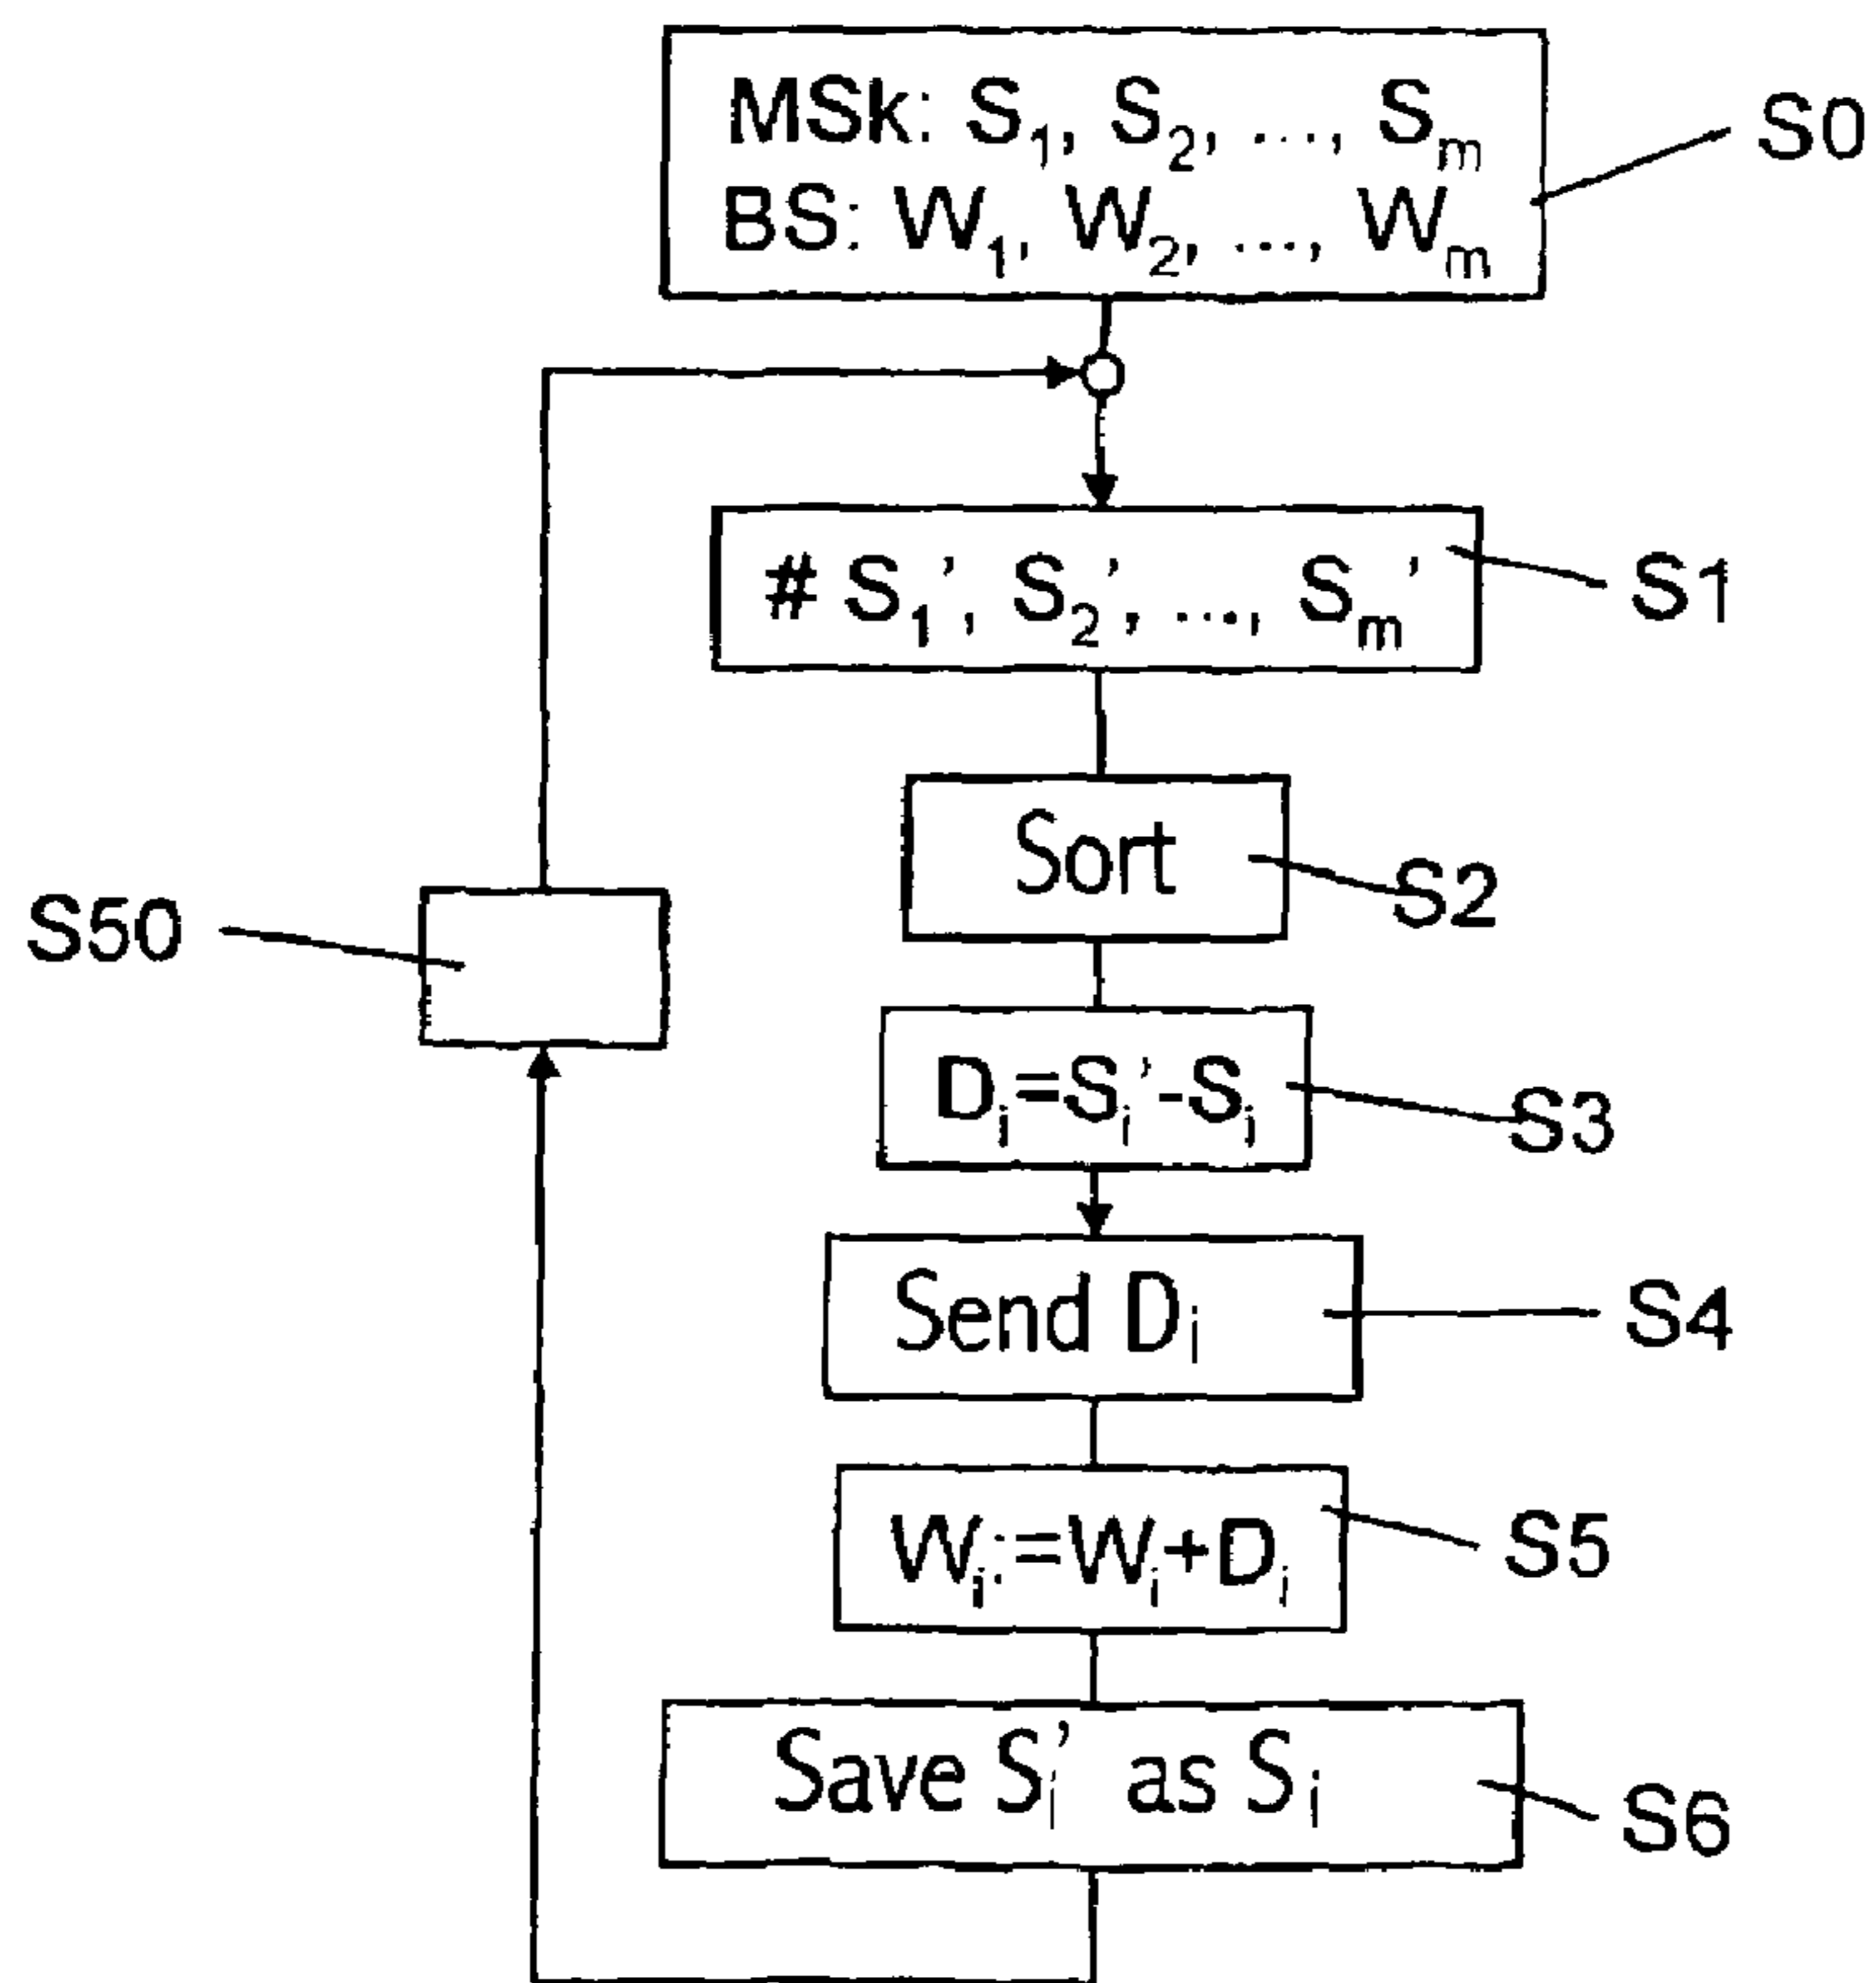 MSk: S₁, S₂, ..., Sₘ
BS: W₁, W₂, ..., Wₘ
S0
# S₁', S₂', ..., Sₘ'
S1
Sort
S2
S50
Dᵢ=Sᵢ'-Sᵢ
S3
Send Dᵢ
S4
Wᵢ:=Wᵢ+Dᵢ
S5
Save Sᵢ' as Sᵢ
S6